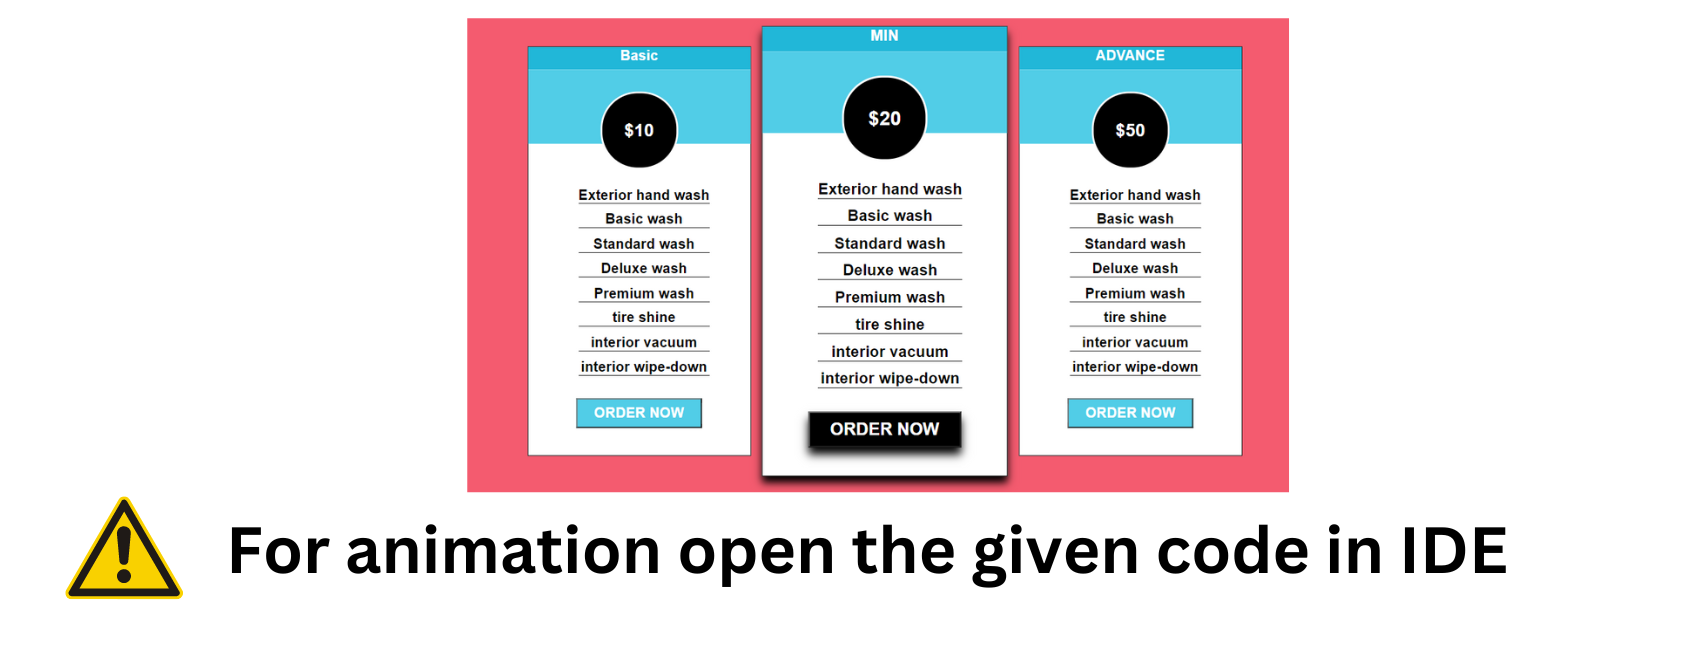 Basic
$10
Exterior hand wash
Basic wash
Standard wash
Deluxe wash
Premium wash
tire shine
interior vacuum
interior wipe-down
ORDER NOW
MIN
$20
Exterior hand wash
Basic wash
Standard wash
Deluxe wash
Premium wash
tire shine
interior vacuum
interior wipe-down
ORDER NOW
ADVANCE
$50
Exterior hand wash
Basic wash
Standard wash
Deluxe wash
Premium wash
tire shine
interior vacuum
interior wipe-down
ORDER NOW
For animation open the given code in IDE